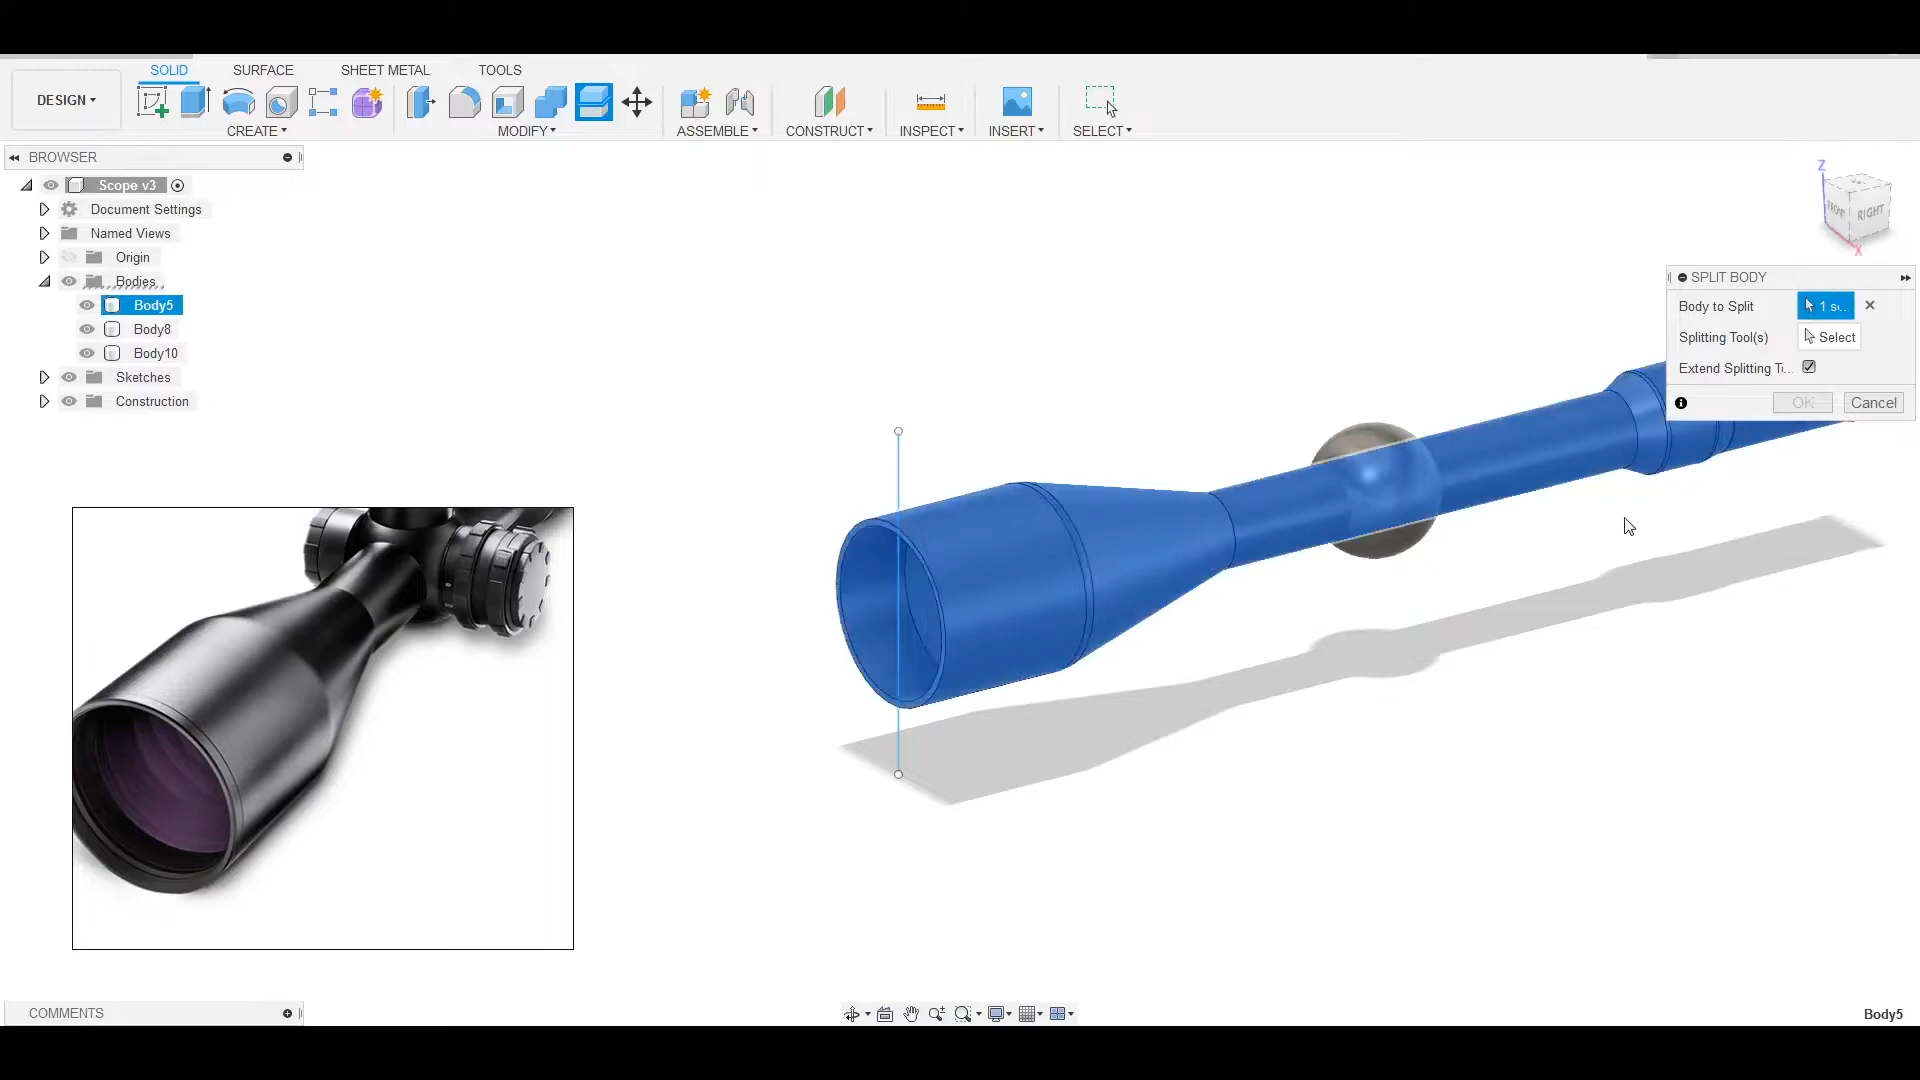 SOLID SURFACE SHEET METAL TOOLS
DESIGN
CREATE MODIFY ASSEMBLE CONSTRUCT INSPECT INSERT SELECT
BROWSER
Scope v3
Document Settings
Named Views
Origin
Bodies
Body5
Body8
Body10
Sketches
Construction
Z
FRONT RIGHT
X
SPLIT BODY
Body to Split 1 s...
Splitting Tool(s) Select
Extend Splitting T...
OK Cancel
COMMENTS
Body5